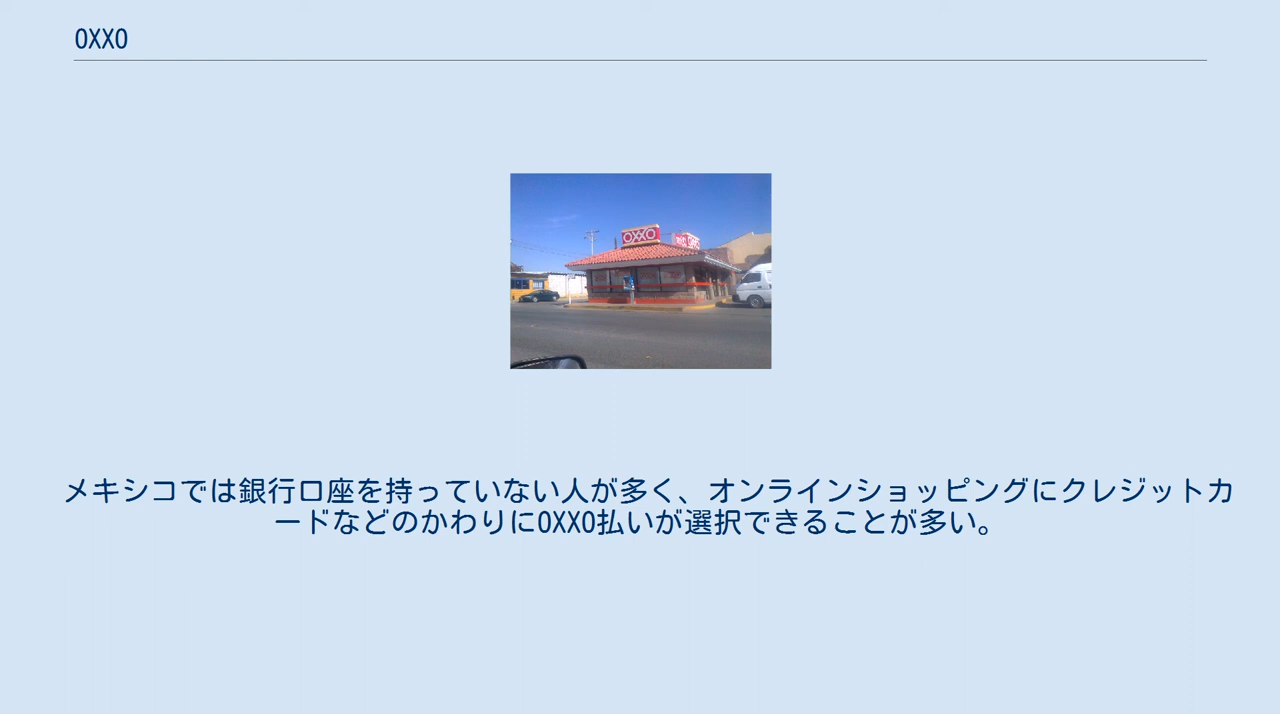 OXXO
OXXO
メキシコでは銀行口座を持っていない人が多く、オンラインショッピングにクレジットカ
ードなどのかわりにOXXO払いが選択できることが多い。